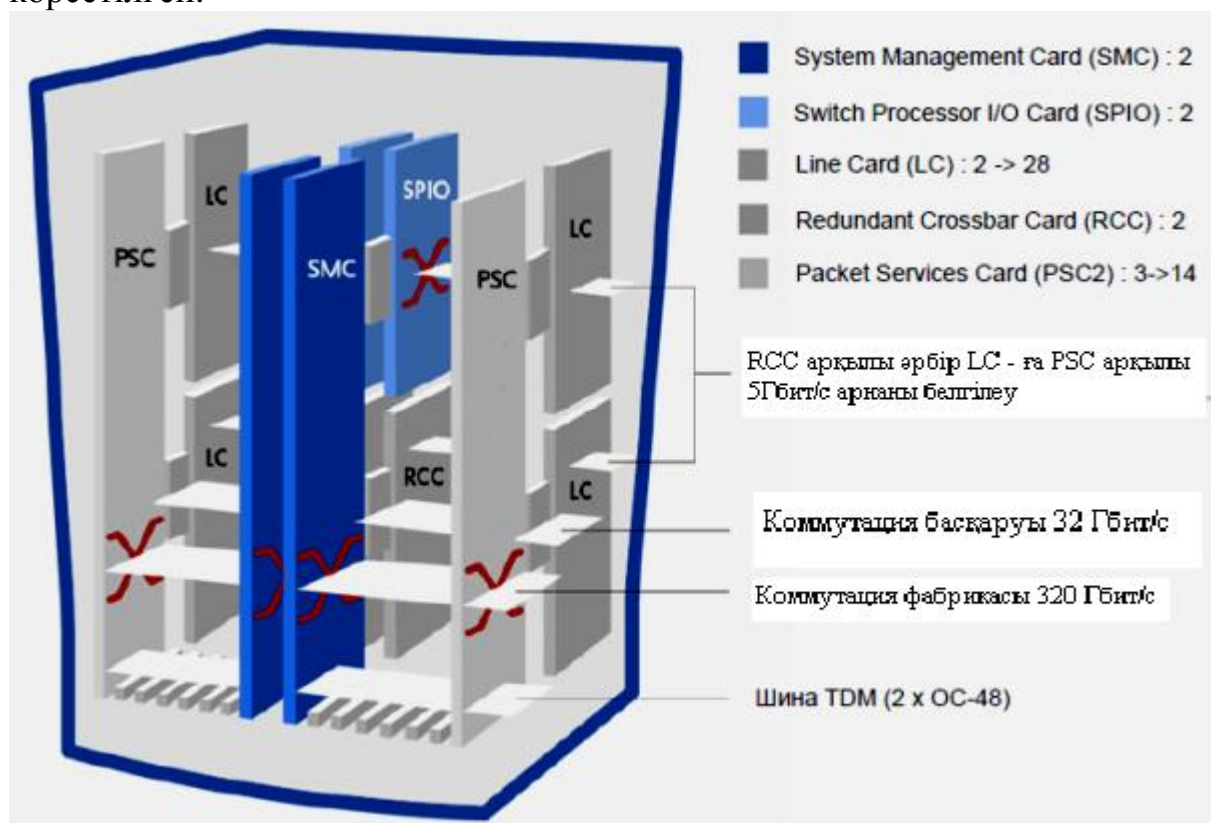 көрсетілген.
System Management Card (SMC) : 2
Switch Processor I/O Card (SPIO) : 2
Line Card (LC) : 2 -> 28
Redundant Crossbar Card (RCC) : 2
Packet Services Card (PSC2) : 3->14
LC
SPIO
PSC
SMC
PSC
LC
LC
RCC
LC
RCC арқылы әрбір LC - ға PSC арқылы
5Гбит/с арнаны белгілеу
Коммутация басқаруы 32 Гбит/с
Коммутация фабрикасы 320 Гбит/с
Шина TDM (2 x OC-48)